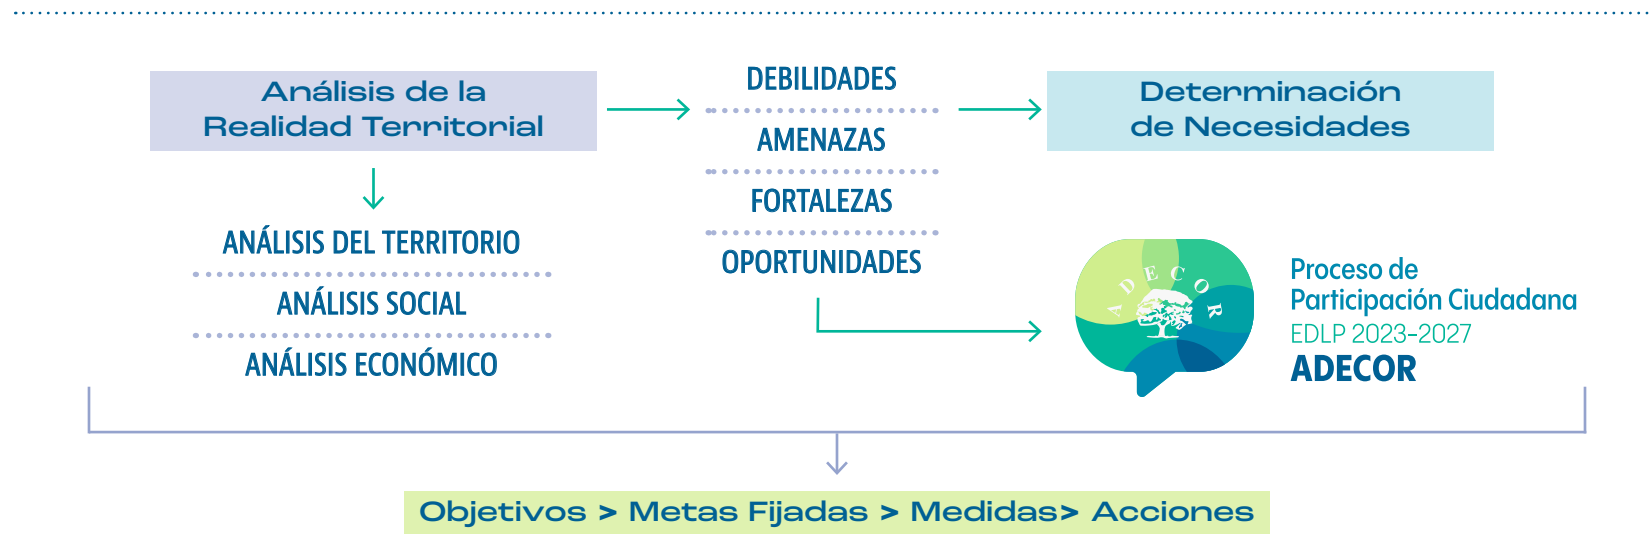 Análisis de la
Realidad Territorial
ANÁLISIS DEL TERRITORIO
ANÁLISIS SOCIAL
ANÁLISIS ECONÓMICO
DEBILIDADES
AMENAZAS
FORTALEZAS
OPORTUNIDADES
Determinación
de Necesidades
ADECOR
Proceso de
Participación Ciudadana
EDLP 2023-2027
ADECOR
Objetivos > Metas Fijadas > Medidas> Acciones